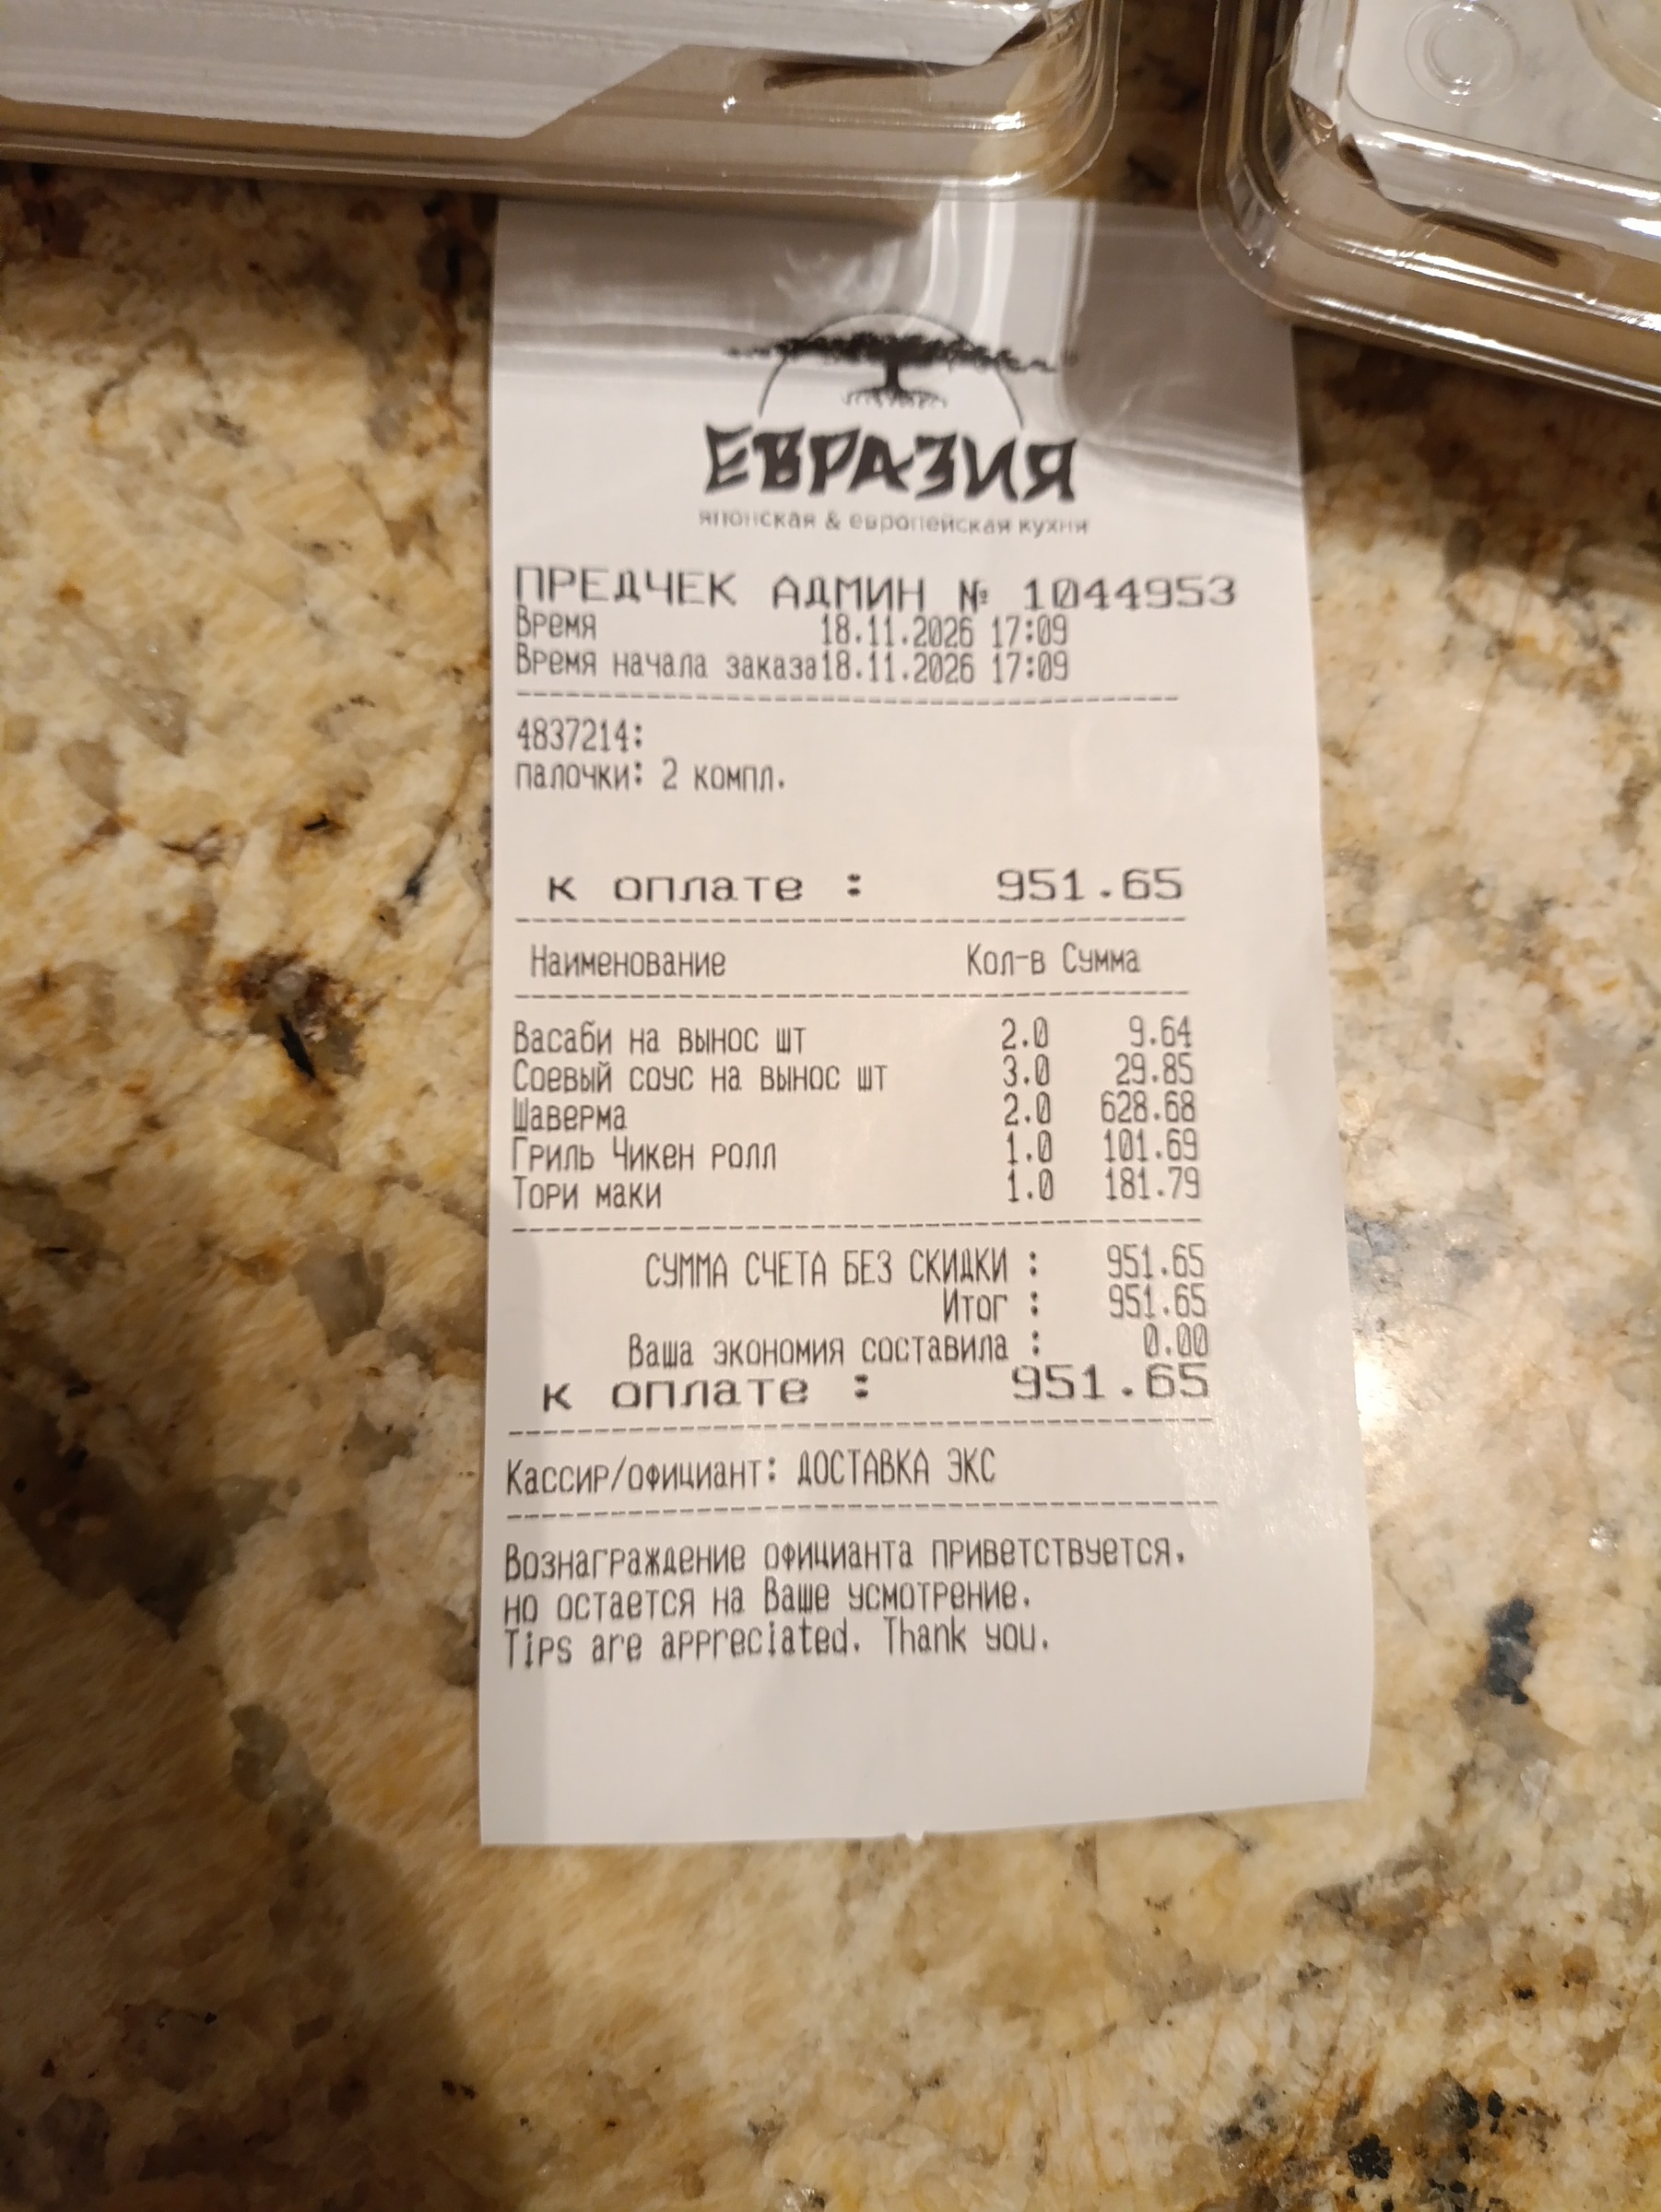 ЕВРАЗИЯ
японская & европейская кухня
ПРЕДЧЕК АДМИН № 1044953
Время 18.11.2026 17:09
Время начала заказа18.11.2026 17:09
4837214:
палочки: 2 компл.
К оплате : 951.65
Наименование Кол-в Сумма
Васаби на вынос шт 2.0 9.64
Соевый соус на вынос шт 3.0 29.85
Шаверма 2.0 628.68
Гриль Чикен ролл 1.0 101.69
Тори маки 1.0 181.79
СУММА СЧЕТА БЕЗ СКИДКИ : 951.65
Итог : 951.65
Ваша экономия составила : 0.00
К оплате : 951.65
Кассир/официант: ДОСТАВКА ЭКС
Вознаграждение официанта приветствуется,
но остается на Ваше усмотрение.
Tips are appreciated. Thank you.